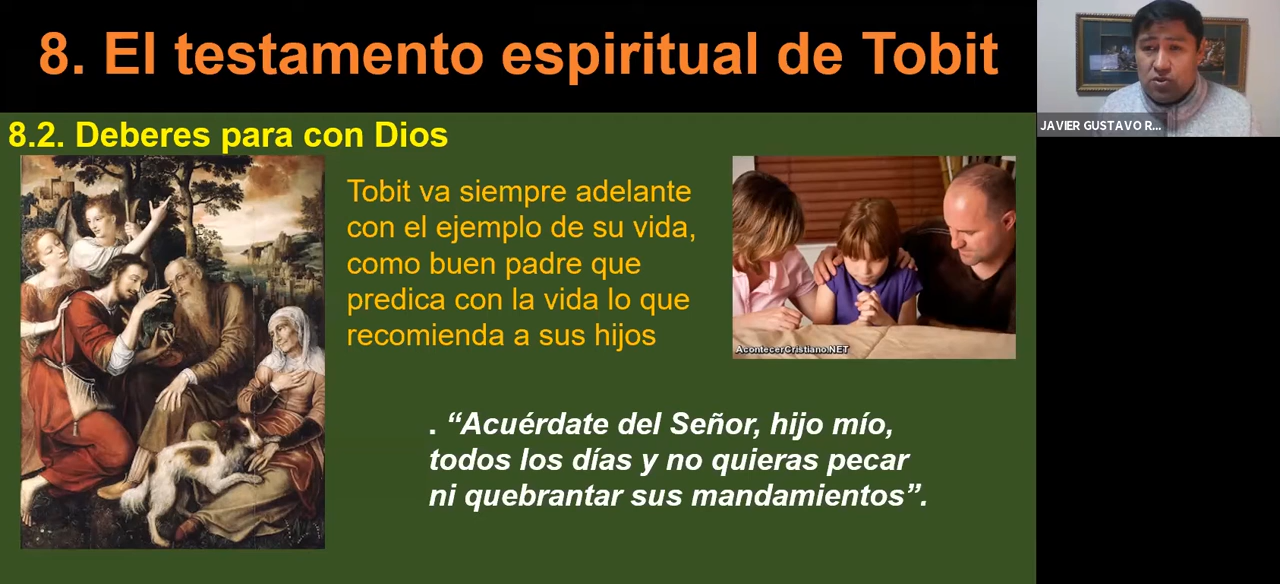 8. El testamento espiritual de Tobit
JAVIER GUSTAVO R...
8.2. Deberes para con Dios
Tobit va siempre adelante
con el ejemplo de su vida,
como buen padre que
predica con la vida lo que
recomienda a sus hijos
AcontecerCristiano.NET
. “Acuérdate del Señor, hijo mío,
todos los días y no quieras pecar
ni quebrantar sus mandamientos”.